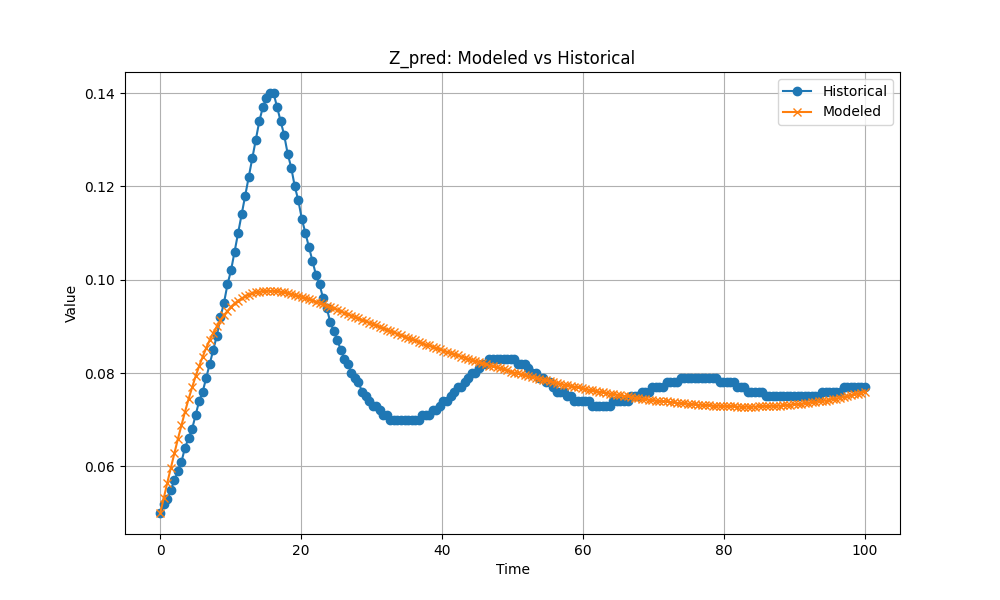 Z_pred: Modeled vs Historical
Historical
Modeled
Value
0.14
0.12
0.10
0.08
0.06
0 20 40 60 80 100
Time